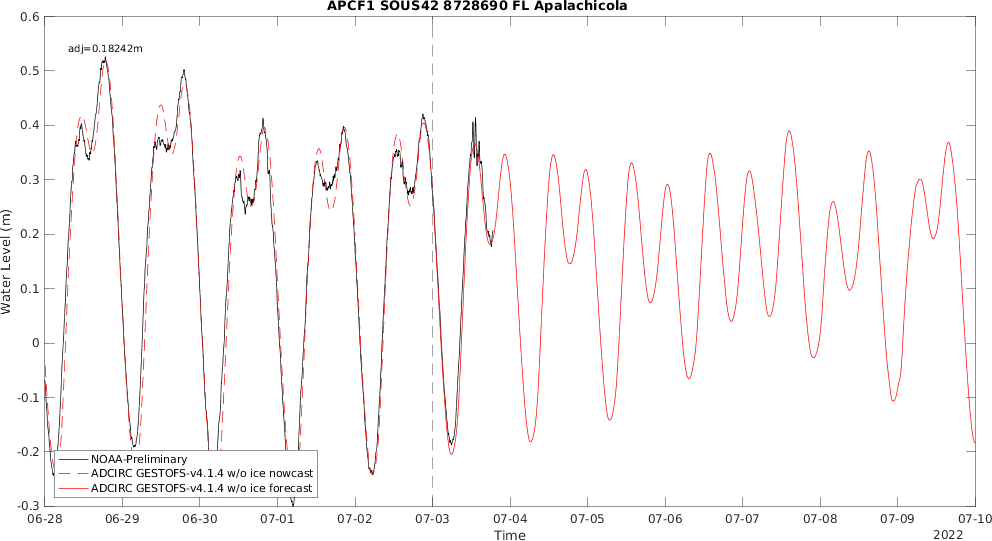 APCF1 SOUS42 8728690 FL Apalachicola
adj=0.18242m
Water Level (m)
0.6
0.5
0.4
0.3
0.2
0.1
0
-0.1
-0.2
-0.3
NOAA-Preliminary
ADCIRC GESTOFS-v4.1.4 w/o ice nowcast
ADCIRC GESTOFS-v4.1.4 w/o ice forecast
06-28 06-29 06-30 07-01 07-02 07-03 07-04 07-05 07-06 07-07 07-08 07-09 07-10
Time
2022